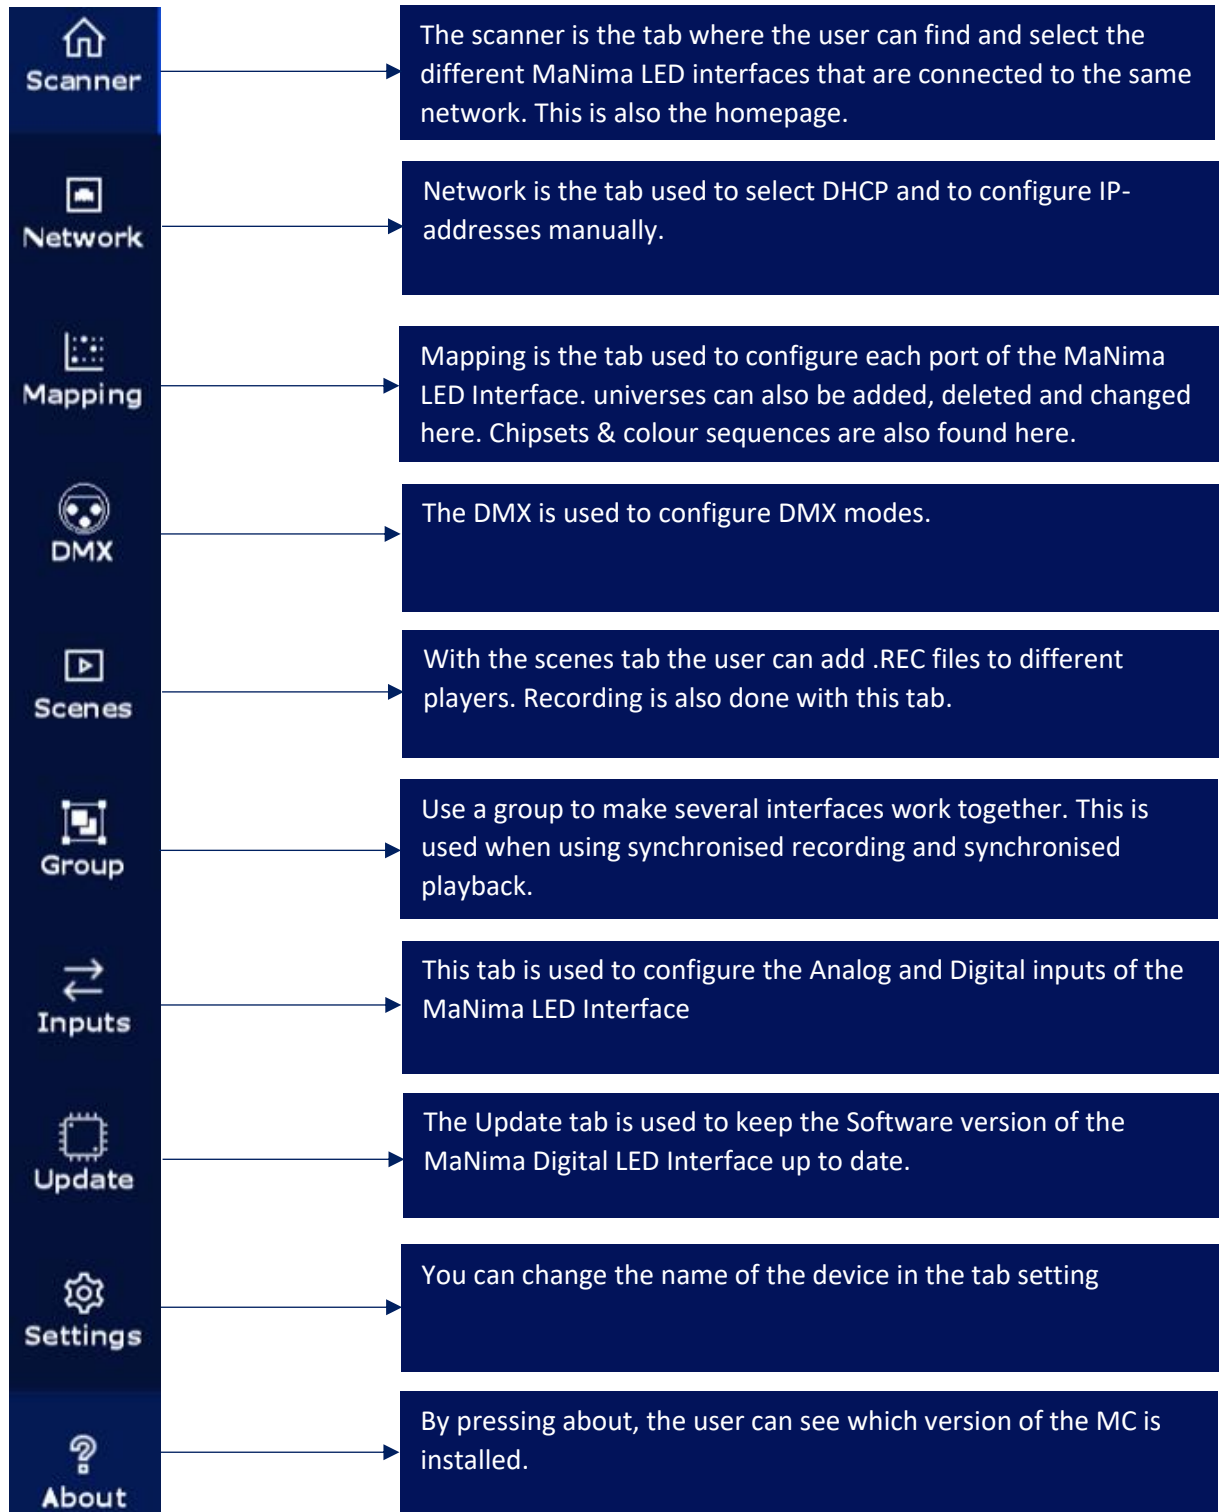 Scanner
The scanner is the tab where the user can find and select the
different MaNima LED interfaces that are connected to the same
network. This is also the homepage.
Network
Network is the tab used to select DHCP and to configure IP-
addresses manually.
Mapping
Mapping is the tab used to configure each port of the MaNima
LED Interface. universes can also be added, deleted and changed
here. Chipsets & colour sequences are also found here.
DMX
The DMX is used to configure DMX modes.
Scenes
With the scenes tab the user can add .REC files to different
players. Recording is also done with this tab.
Group
Use a group to make several interfaces work together. This is
used when using synchronised recording and synchronised
playback.
Inputs
This tab is used to configure the Analog and Digital inputs of the
MaNima LED Interface
Update
The Update tab is used to keep the Software version of the
MaNima Digital LED Interface up to date.
Settings
You can change the name of the device in the tab setting
About
By pressing about, the user can see which version of the MC is
installed.